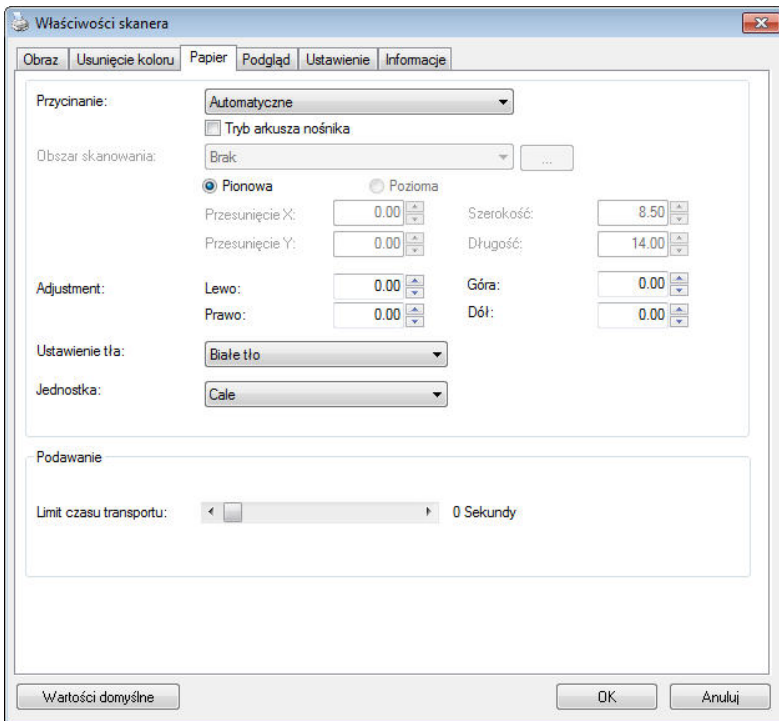 Właściwości skanera
Obraz Usunięcie koloru Papier Podgląd Ustawienie Informacje
Przycinanie: Automatyczne
Tryb arkusza nośnika
Obszar skanowania: Brak ...
Pionowa Pozioma
Przesunięcie X: 0.00 Szerokość: 8.50
Przesunięcie Y: 0.00 Długość: 14.00
Adjustment: Lewo: 0.00 Góra: 0.00
Prawo: 0.00 Dół: 0.00
Ustawienie tła: Białe tło
Jednostka: Cale
Podawanie
Limit czasu transportu: 0 Sekundy
Wartości domyślne OK Anuluj